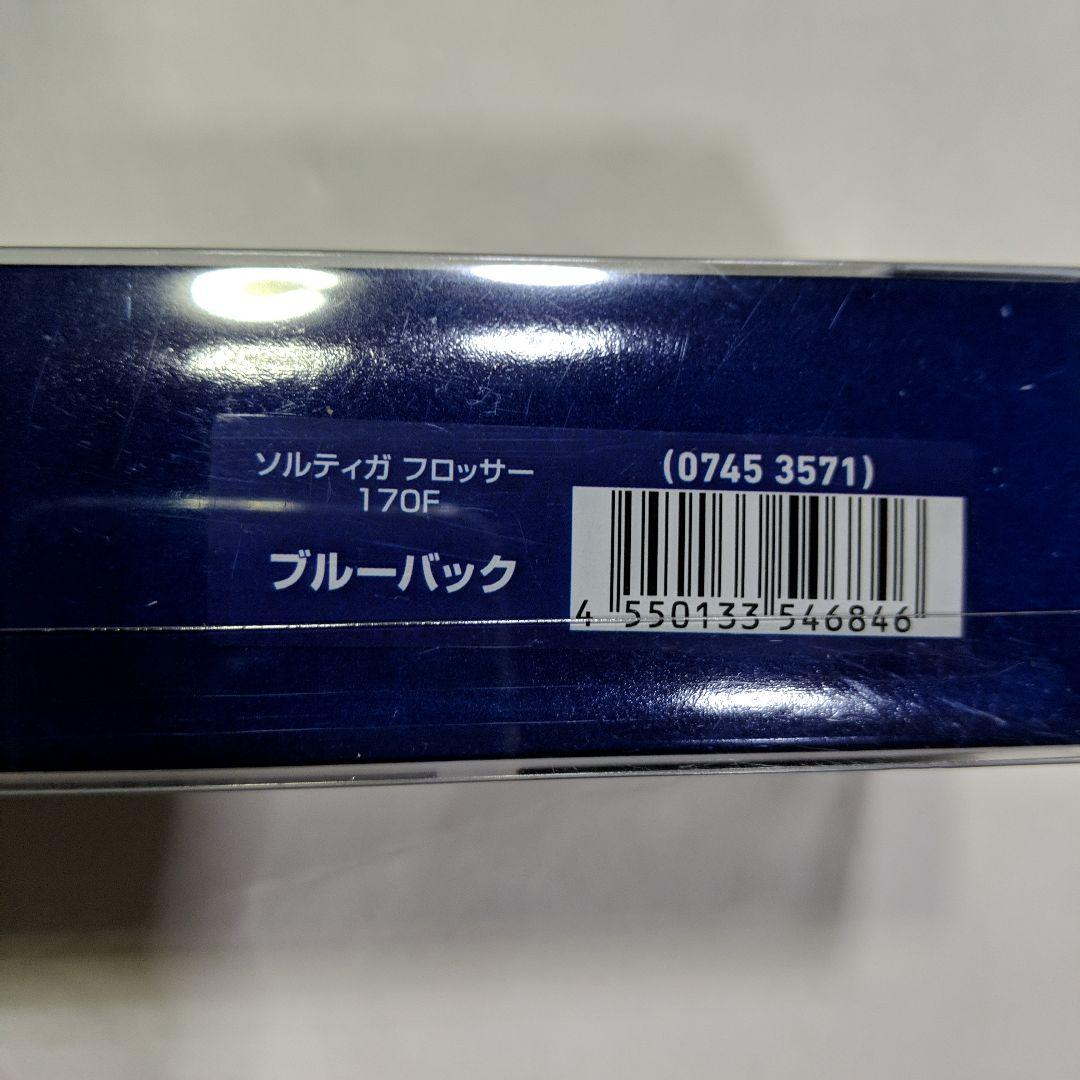 ソルティガ フロッサー
170F
ブルーバック
(0745 3571)
4 550133 546846